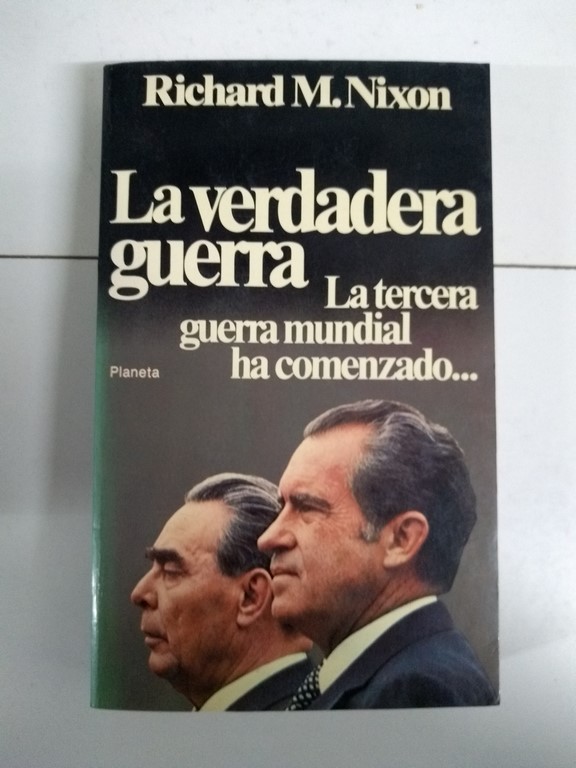 Richard M. Nixon
La verdadera
guerra
La tercera
guerra mundial
ha comenzado...
Planeta